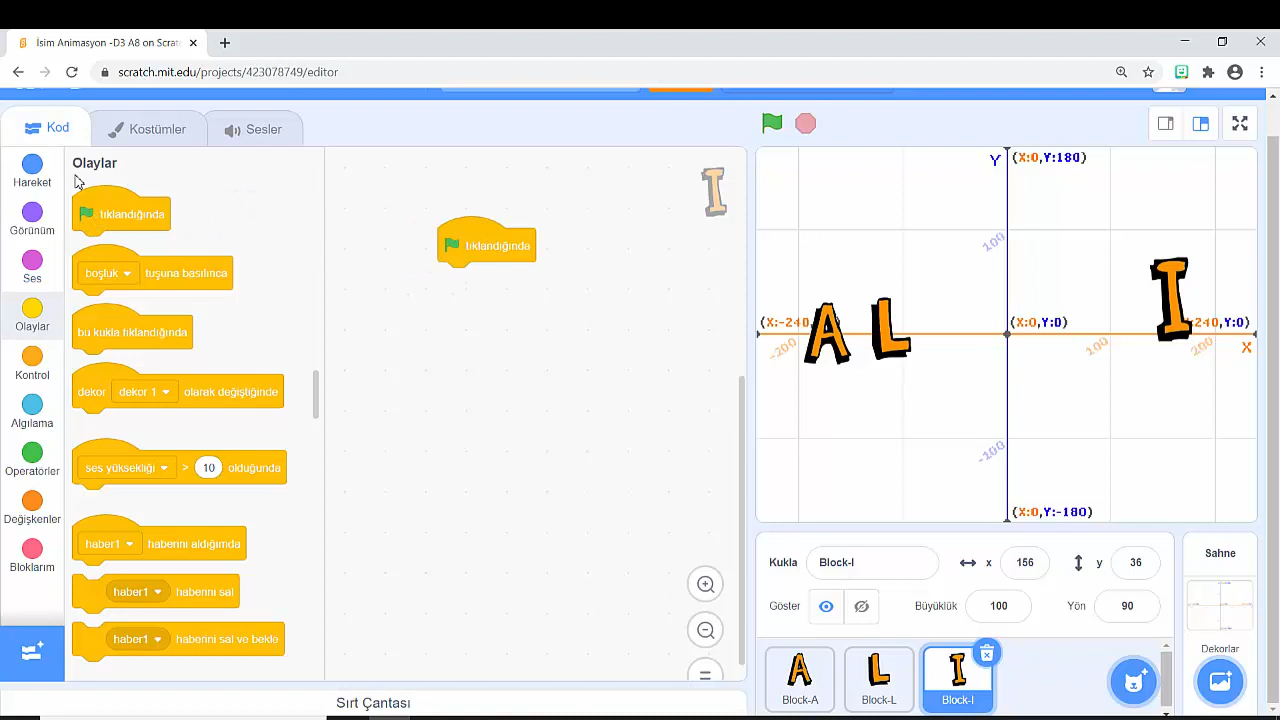 İsim Animasyon -D3 A8 on Scratc
scratch.mit.edu/projects/423078749/editor
Kod
Kostümler
Sesler
Hareket
Görünüm
Ses
Olaylar
Kontrol
Algılama
Operatörler
Değişkenler
Bloklarım
Olaylar
tıklandığında
boşluk tuşuna basılınca
bu kukla tıklandığında
dekor dekor 1 olarak değiştiğinde
ses yüksekliği > 10 olduğunda
haber1 haberini aldığımda
haber1 haberini sal
haber1 haberini sal ve bekle
tıklandığında
I
Sırt Çantası
Y (X:0,Y:180)
100
(X:-240, (X:0,Y:0) 240,Y:0)
A L I
-200 100 200 X
-100
(X:0,Y:-180)
Kukla Block-I x 156 y 36
Göster Büyüklük 100 Yön 90
A L I
Block-A Block-L Block-I
Sahne
Dekorlar